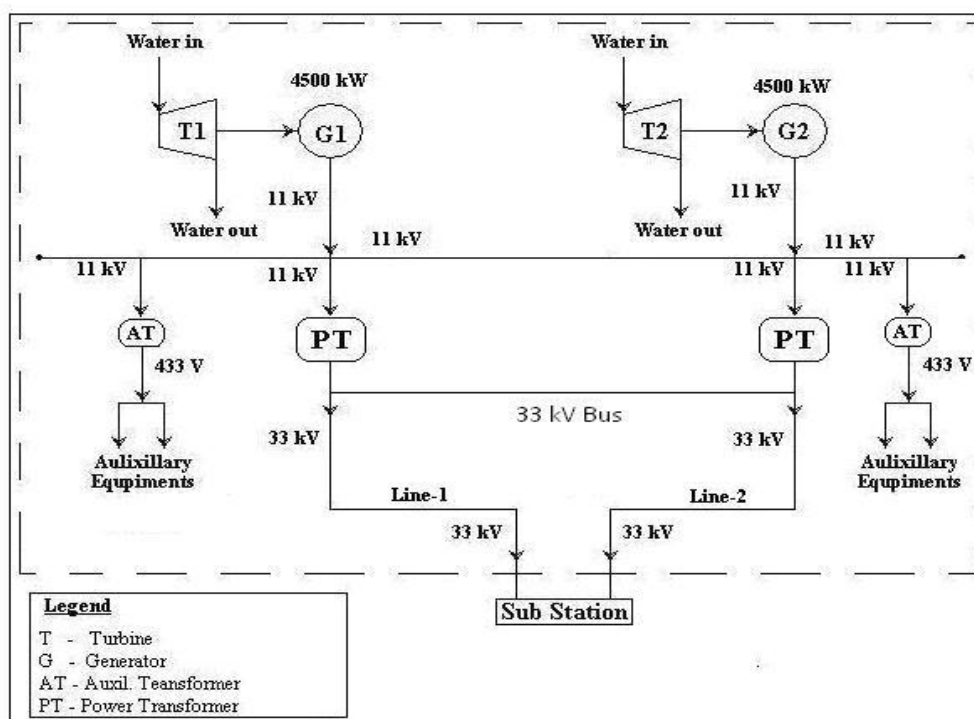 Water in
Water in
4500 kW
4500 kW
T1
G1
T2
G2
11 kV
11 kV
Water out
Water out
11 kV
11 kV
11 kV
11 kV
11 kV
11 kV
AT
PT
PT
AT
433 V
433 V
33 kV Bus
33 kV
33 kV
Aulixillary
Equpiments
Aulixillary
Equpiments
Line-1
Line-2
33 kV
33 kV
Sub Station
Legend
T - Turbine
G - Generator
AT - Auxil. Teansformer
PT - Power Transformer